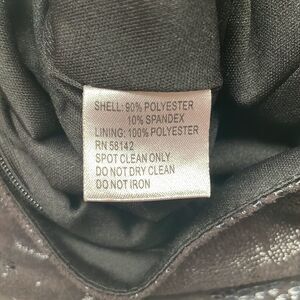 SHELL: 90% POLYESTER
10% SPANDEX
LINING: 100% POLYESTER
RN 58142
SPOT CLEAN ONLY
DO NOT DRY CLEAN
DO NOT IRON